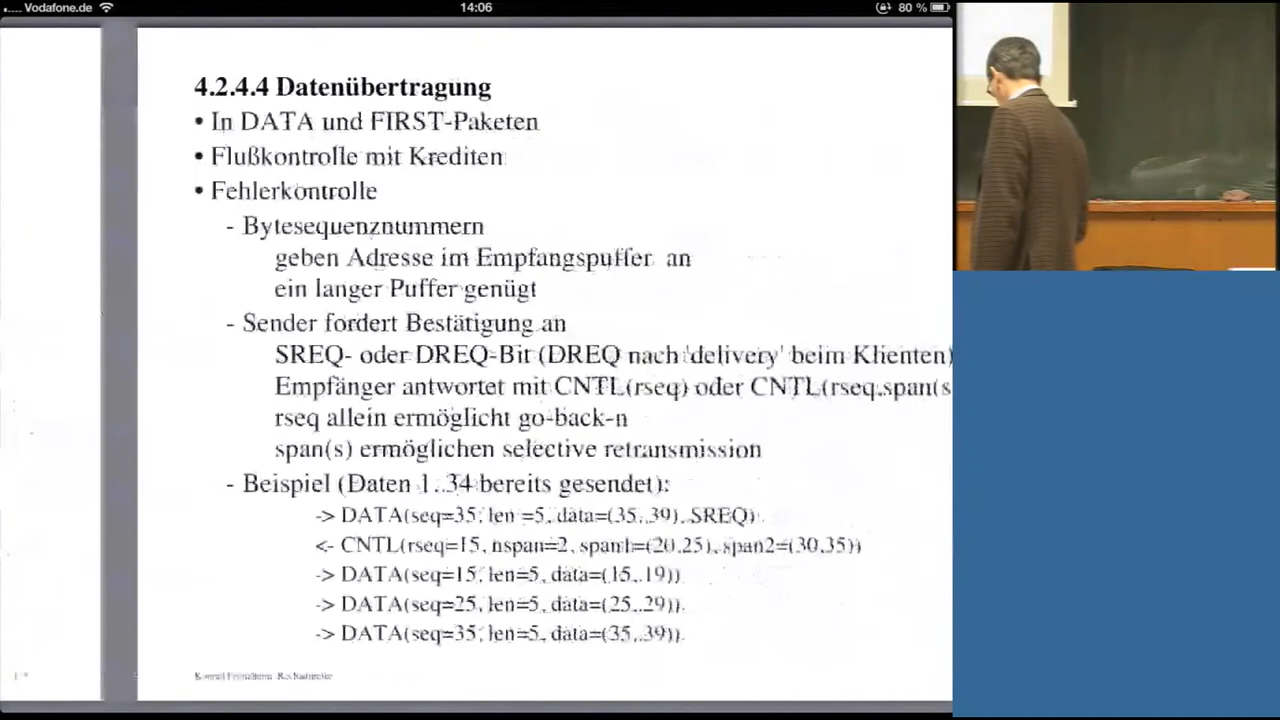 Vodafone.de
14:06
80 %
4.2.4.4 Datenübertragung
• In DATA und FIRST-Paketen
• Flußkontrolle mit Krediten
• Fehlerkontrolle
- Bytesequenznummern
geben Adresse im Empfangspuffer an
ein langer Puffer genügt
- Sender fordert Bestätigung an
SREQ- oder DREQ-Bit (DREQ nach 'delivery' beim Klienten)
Empfänger antwortet mit CNTL(rseq) oder CNTL(rseq,span(s
rseq allein ermöglicht go-back-n
span(s) ermöglichen selective retransmission
- Beispiel (Daten 1..34 bereits gesendet):
-> DATA(seq=35, len =5, data=(35..39), SREQ)
<- CNTL(rseq=15, nspan=2, span1=(20,25), span2=(30,35))
-> DATA(seq=15, len=5, data=(15..19))
-> DATA(seq=25, len=5, data=(25..29))
-> DATA(seq=35, len=5, data=(35..39))